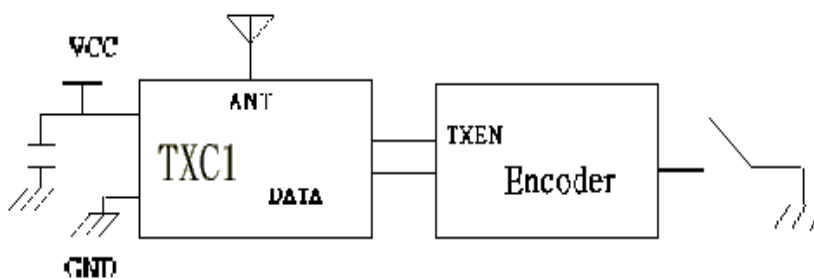 VCC
ANT
TXC1
DATA
GND
TXEN
Encoder